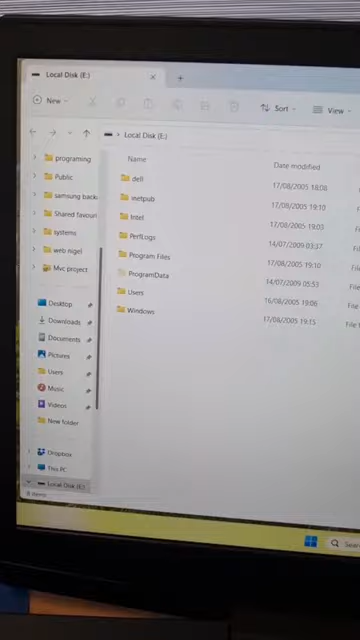 Local Disk (E:)
New Sort View
Local Disk (E:)
Name Date modified
dell 17/08/2005 18:08
inetpub 17/08/2005 19:10
Intel 17/08/2005 19:03
PerfLogs 14/07/2009 03:37
Program Files 17/08/2005 19:10
ProgramData 14/07/2009 05:53
Users 16/08/2005 19:06
Windows 17/08/2005 19:15
File
programing
Public
samsung back
Shared favouri
systems
web nigel
Mvc project
Desktop
Downloads
Documents
Pictures
Users
Music
Videos
New folder
Dropbox
This PC
Local Disk (E:)
8 items